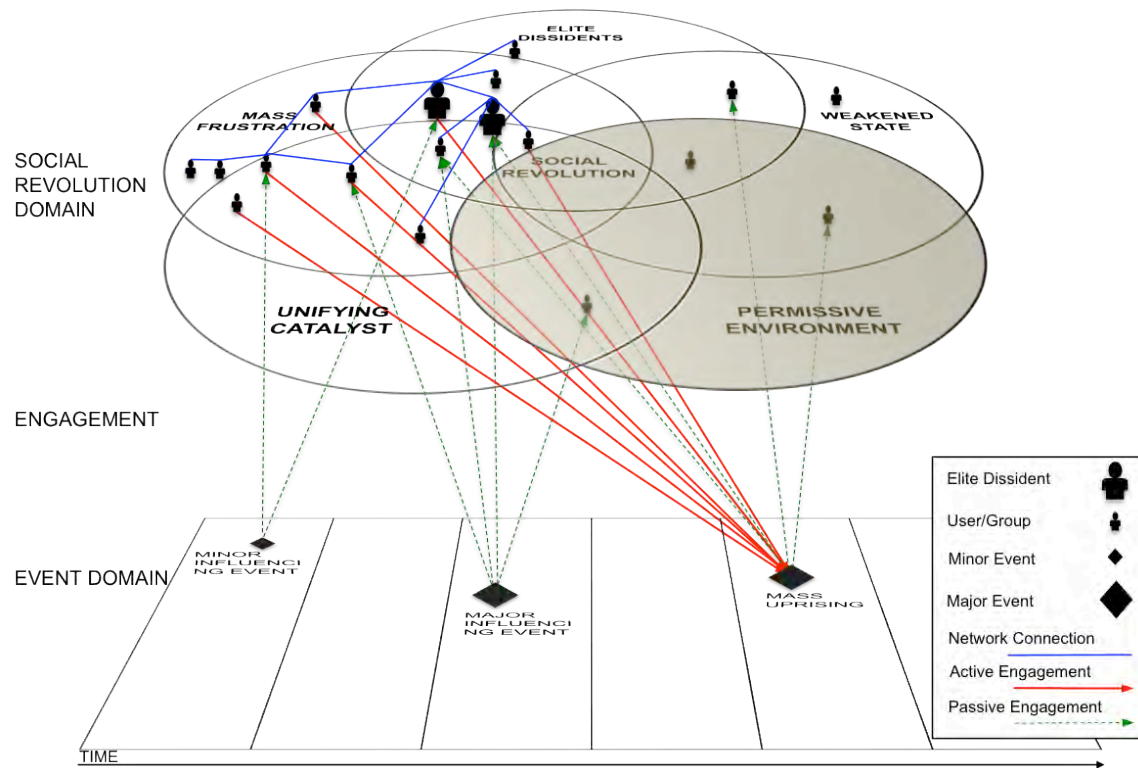 ELITE
DISSIDENTS
MASS
FRUSTRATION
WEAKENED
STATE
SOCIAL
REVOLUTION
DOMAIN
SOCIAL
REVOLUTION
UNIFYING
CATALYST
PERMISSIVE
ENVIRONMENT
ENGAGEMENT
EVENT DOMAIN
MINOR
INFLUENCI
NG EVENT
MAJOR
INFLUENCI
NG EVENT
MASS
UPRISING
TIME
Elite Dissident
User/Group
Minor Event
Major Event
Network Connection
Active Engagement
Passive Engagement